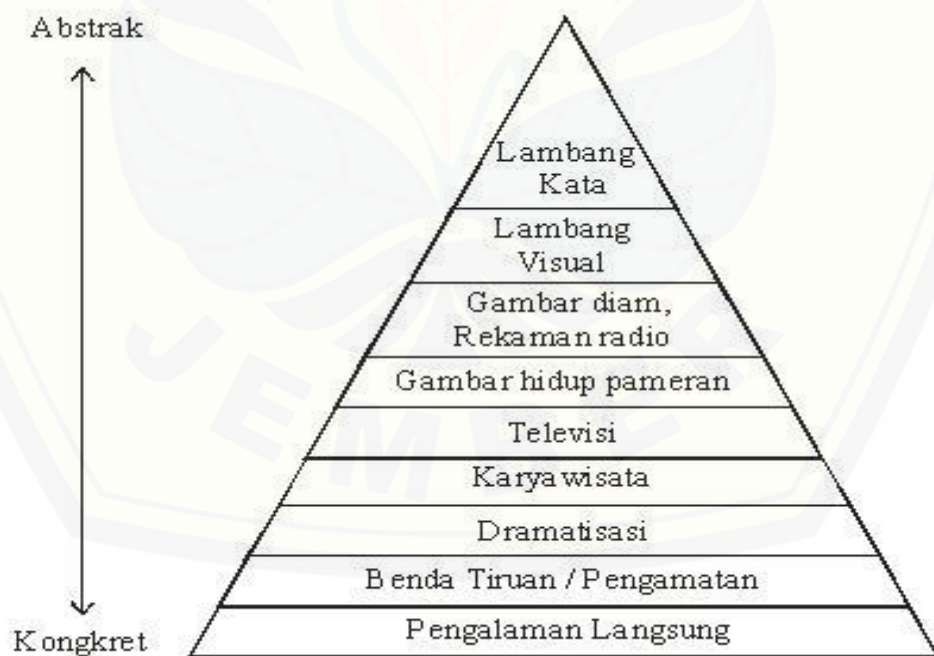 Abstrak
Lambang
Kata
Lambang
Visual
Gambar diam,
Rekaman radio
Gambar hidup pameran
Televisi
Karyawisata
Dramatisasi
Benda Tiruan / Pengamatan
Pengalaman Langsung
Kongkret
JEMBER